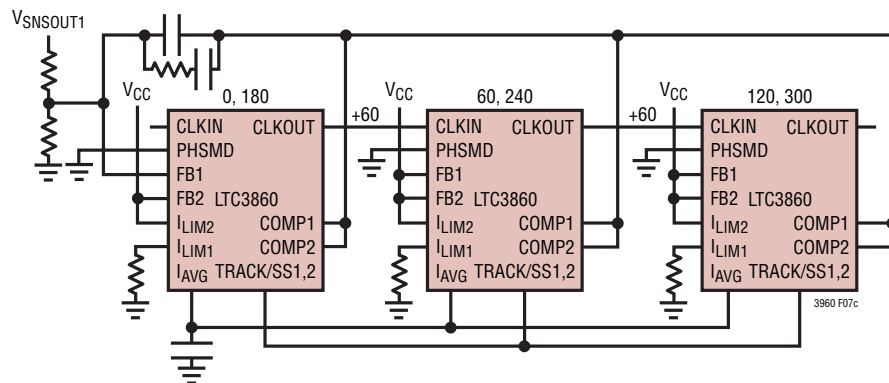 VSNSOUT1
VCC
0, 180
CLKIN CLKOUT
PHSMD
FB1
FB2 LTC3860
ILIM2 COMP1
ILIM1 COMP2
IAVG TRACK/SS1,2
+60
VCC
60, 240
CLKIN CLKOUT
PHSMD
FB1
FB2 LTC3860
ILIM2 COMP1
ILIM1 COMP2
IAVG TRACK/SS1,2
+60
VCC
120, 300
CLKIN CLKOUT
PHSMD
FB1
FB2 LTC3860
ILIM2 COMP1
ILIM1 COMP2
IAVG TRACK/SS1,2
3960 F07c